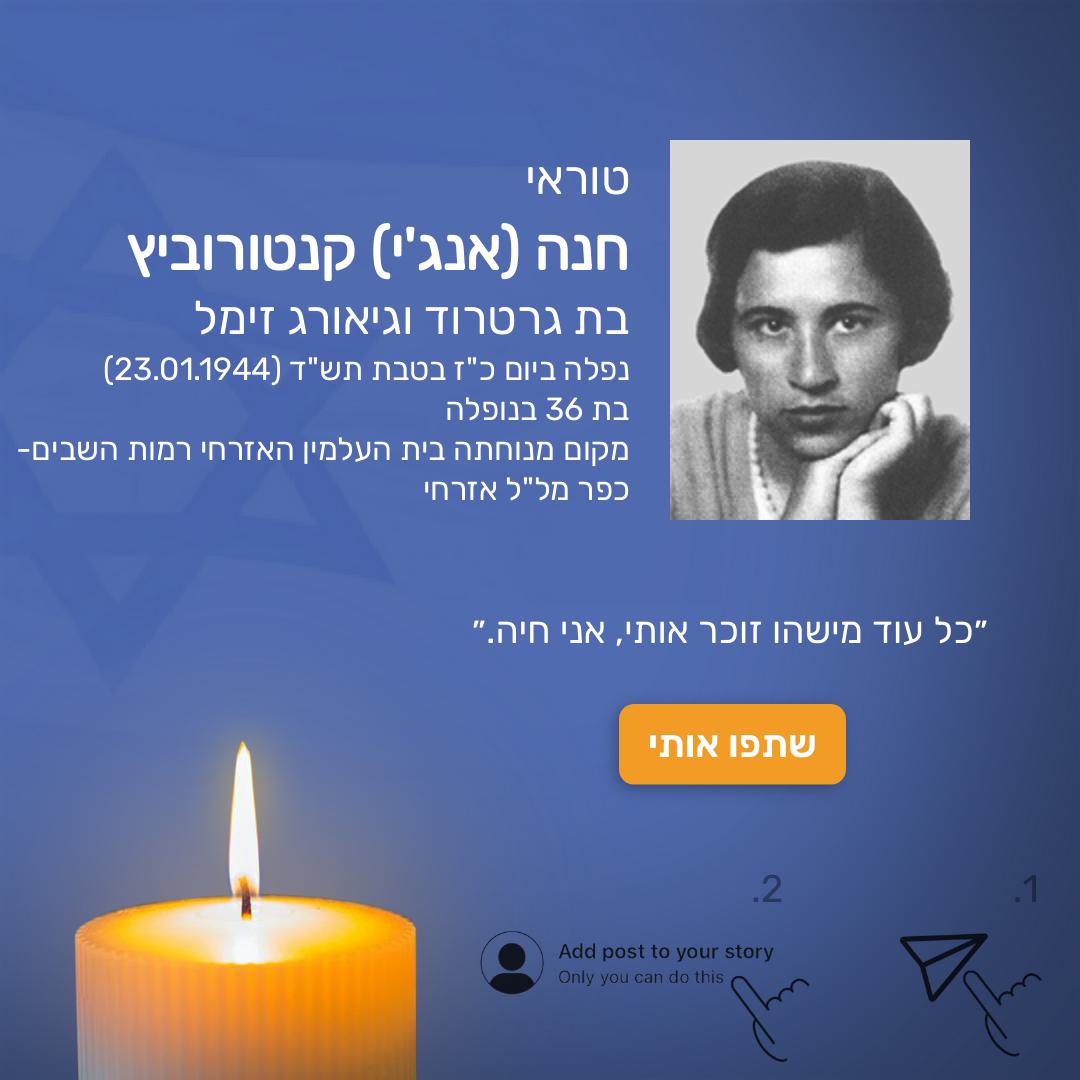 טוראי
חנה (אנג'י) קנטורוביץ
בת גרטרוד וגיאורג זימל
נפלה ביום כ"ז בטבת תש"ד (23.01.1944)
בת 36 בנופלה
מקום מנוחתה בית העלמין האזרחי רמות השבים-
כפר מל"ל אזרחי
״כל עוד מישהו זוכר אותי, אני חיה.״
שתפו אותי
1.
2.
Add post to your story
Only you can do this